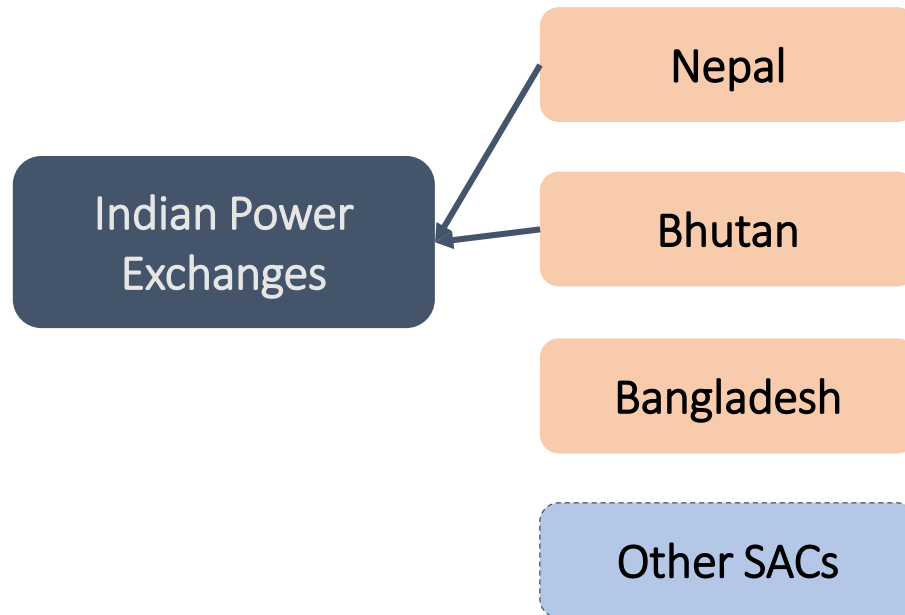 Nepal
Indian Power
Exchanges
Bhutan
Bangladesh
Other SACs